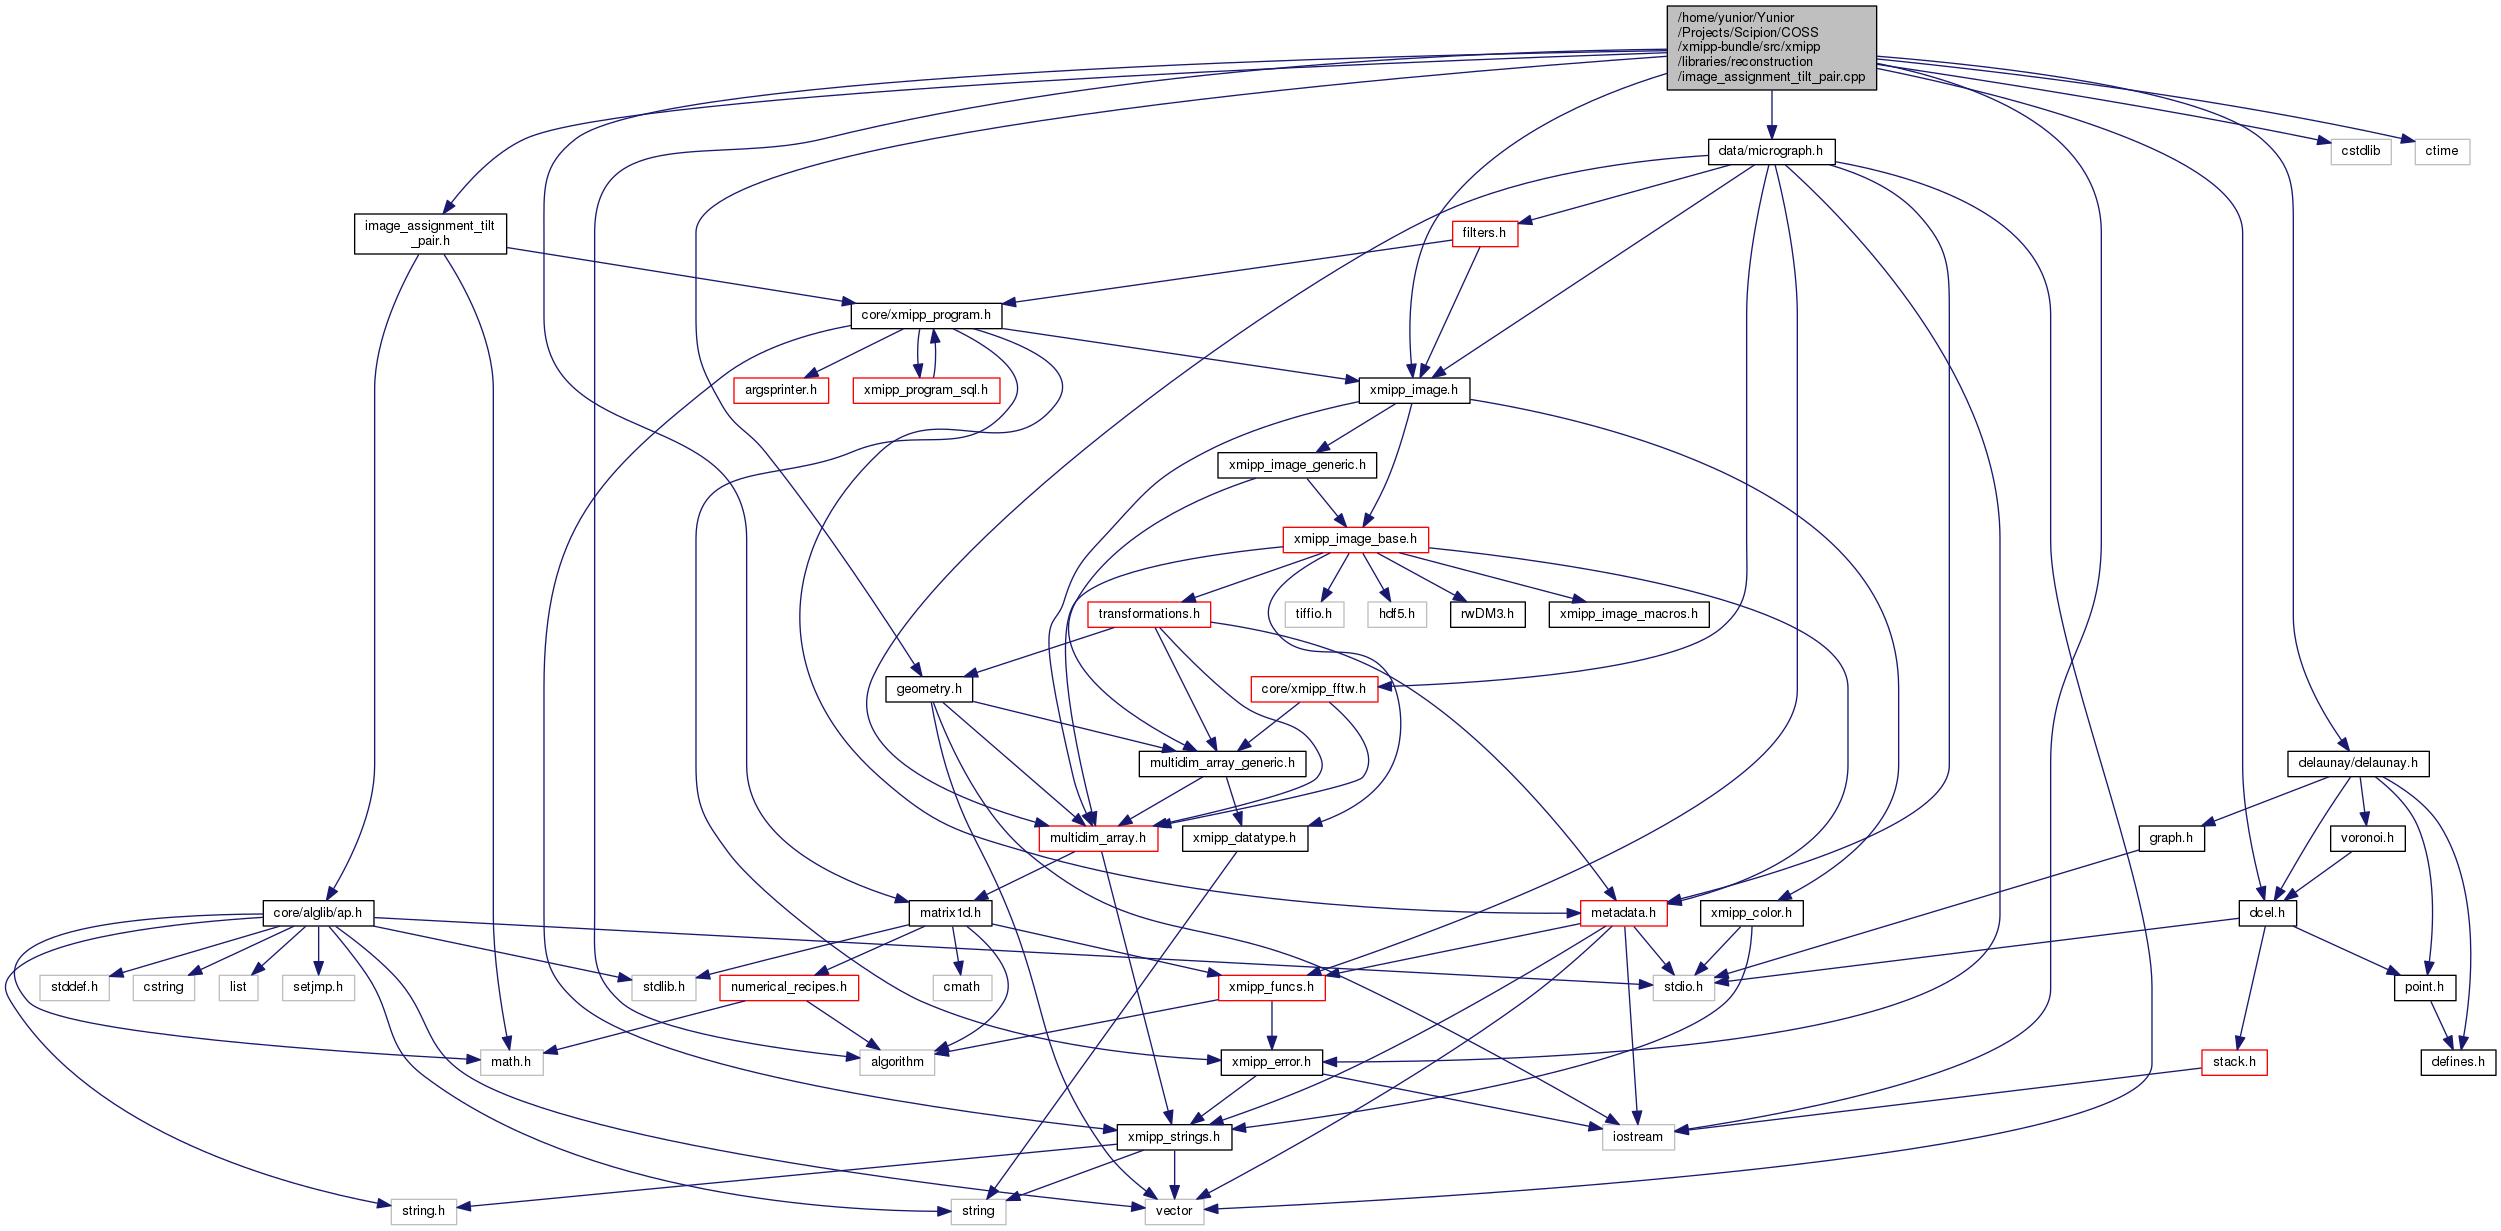 /home/yunior/Yunior
/Projects/Scipion/COSS
/xmipp-bundle/src/xmipp
/libraries/reconstruction
/image_assignment_tilt_pair.cpp
data/micrograph.h
cstdlib
ctime
image_assignment_tilt
_pair.h
filters.h
core/xmipp_program.h
argsprinter.h
xmipp_program_sql.h
xmipp_image.h
xmipp_image_generic.h
xmipp_image_base.h
transformations.h
tiffio.h
hdf5.h
rwDM3.h
xmipp_image_macros.h
geometry.h
core/xmipp_fftw.h
multidim_array_generic.h
delaunay/delaunay.h
multidim_array.h
xmipp_datatype.h
graph.h
voronoi.h
core/alglib/ap.h
matrix1d.h
metadata.h
xmipp_color.h
dcel.h
stddef.h
cstring
list
setjmp.h
stdlib.h
numerical_recipes.h
cmath
xmipp_funcs.h
stdio.h
point.h
math.h
algorithm
xmipp_error.h
stack.h
defines.h
xmipp_strings.h
iostream
string.h
string
vector